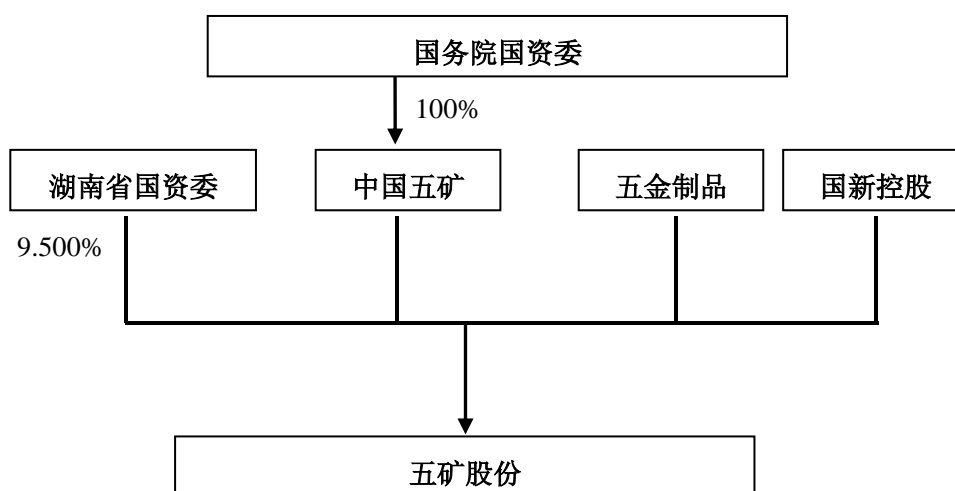 国务院国资委
100%
湖南省国资委
中国五矿
五金制品
国新控股
9.500%
五矿股份